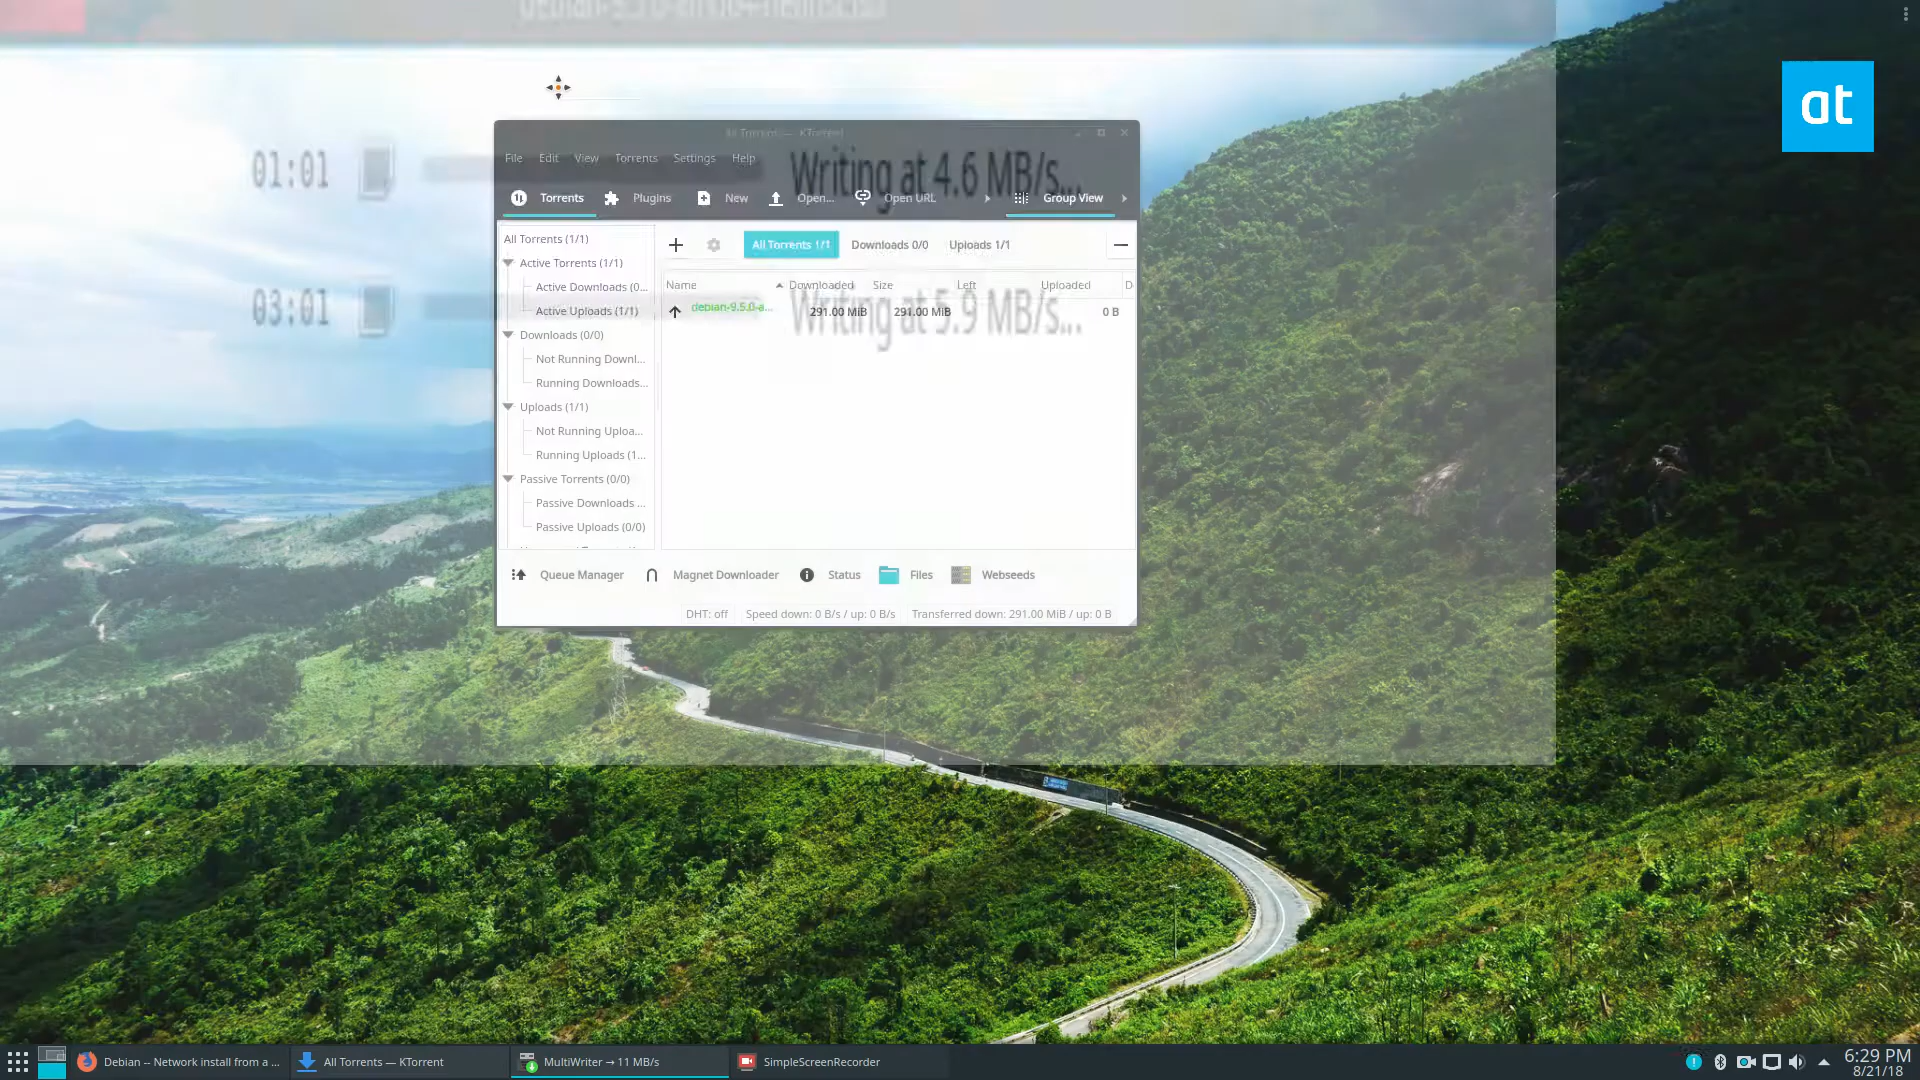 at
01:01
Writing at 4.6 MB/s...
03:01
Writing at 5.9 MB/s...
All Torrents — KTorrent
File Edit View Torrents Settings Help
Torrents Plugins New Open... Open URL Group View
All Torrents (1/1)
Active Torrents (1/1)
Active Downloads (0...
Active Uploads (1/1)
Downloads (0/0)
Not Running Downl...
Running Downloads...
Uploads (1/1)
Not Running Uploa...
Running Uploads (1...
Passive Torrents (0/0)
Passive Downloads ...
Passive Uploads (0/0)
All Torrents 1/1 Downloads 0/0 Uploads 1/1
Name Downloaded Size Left Uploaded D
debian-9.5.0-a... 291.00 MiB 291.00 MiB 0 B
Queue Manager Magnet Downloader Status Files Webseeds
DHT: off Speed down: 0 B/s / up: 0 B/s Transferred down: 291.00 MiB / up: 0 B
Debian -- Network install from a ... All Torrents — KTorrent MultiWriter → 11 MB/s SimpleScreenRecorder
6:29 PM
8/21/18